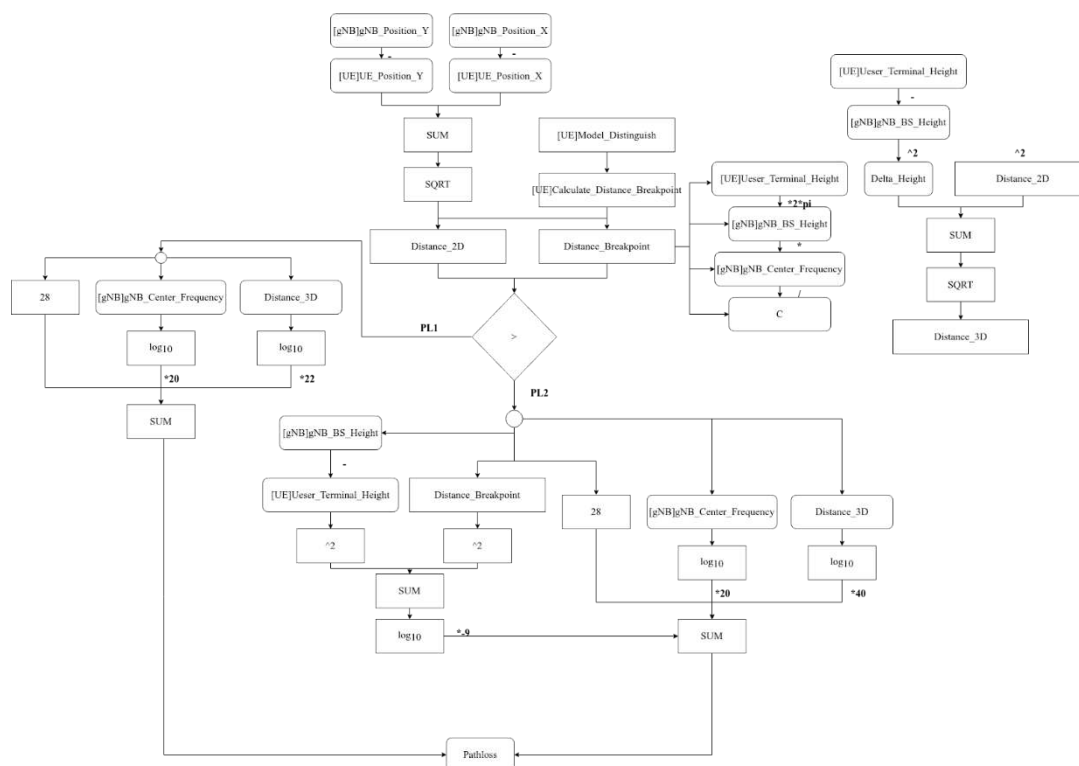 [gNB]gNB_Position_Y
[gNB]gNB_Position_X
-
-
[UE]UE_Position_Y
[UE]UE_Position_X
SUM
SQRT
[UE]Model_Distinguish
[UE]Calculate_Distance_Breakpoint
Distance_2D
Distance_Breakpoint
[UE]Ueser_Terminal_Height
*2*pi
[gNB]gNB_BS_Height
*
[gNB]gNB_Center_Frequency
/
C
[UE]Ueser_Terminal_Height
-
[gNB]gNB_BS_Height
^2
^2
Delta_Height
Distance_2D
SUM
SQRT
Distance_3D
>
PL1
PL2
28
[gNB]gNB_Center_Frequency
Distance_3D
log10
log10
*20
*22
SUM
[gNB]gNB_BS_Height
-
[UE]Ueser_Terminal_Height
Distance_Breakpoint
28
[gNB]gNB_Center_Frequency
Distance_3D
^2
^2
log10
log10
SUM
*20
*40
log10
*-9
SUM
Pathloss